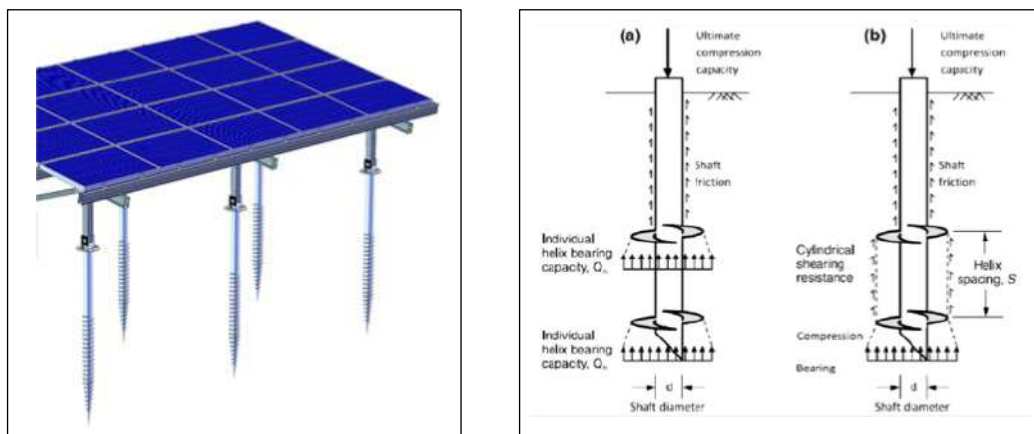 (a)
Ultimate
compression
capacity
Shaft
friction
Individual
helix bearing
capacity, Qₕ
Individual
helix bearing
capacity, Qₕ
d
Shaft diameter
(b)
Ultimate
compression
capacity
Shaft
friction
Cylindrical
shearing
resistance
Helix
spacing, S
Compression
Bearing
d
Shaft diameter